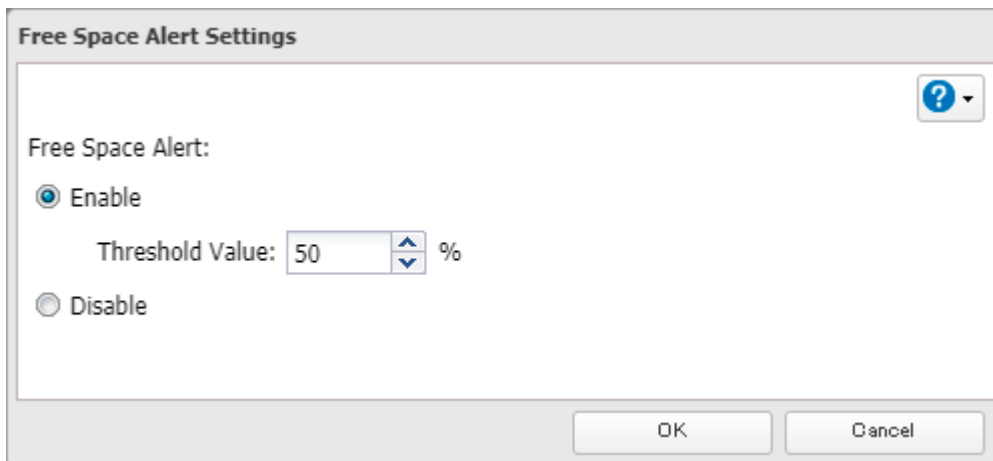 Free Space Alert Settings
?
Free Space Alert:
Enable
Threshold Value: 50 %
Disable
OK Cancel